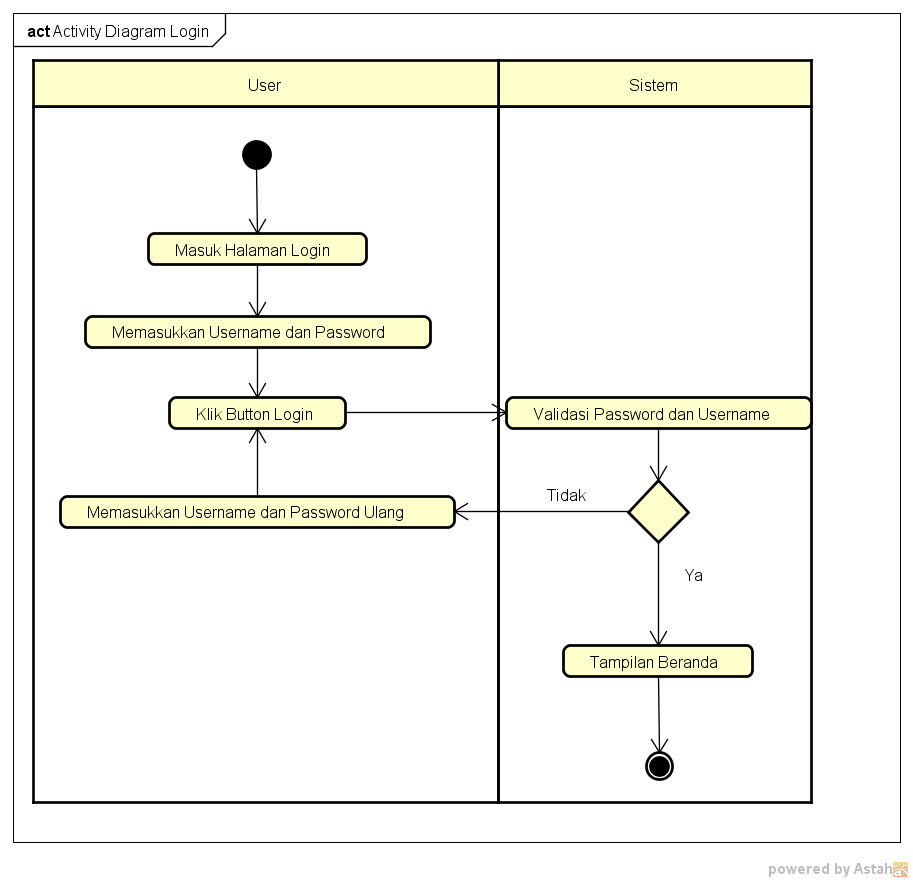 act Activity Diagram Login
User
Sistem
Masuk Halaman Login
Memasukkan Username dan Password
Klik Button Login
Validasi Password dan Username
Tidak
Memasukkan Username dan Password Ulang
Ya
Tampilan Beranda
powered by Astah